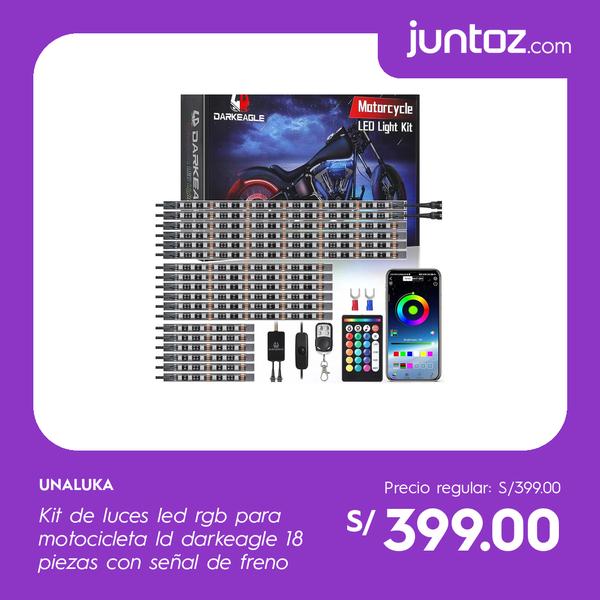 juntoz.com
DARKEAGLE
Motorcycle
LED Light Kit
DARKEA
UNALUKA
Kit de luces led rgb para
motocicleta ld darkeagle 18
piezas con señal de freno
Precio regular: S/399.00
S/ 399.00